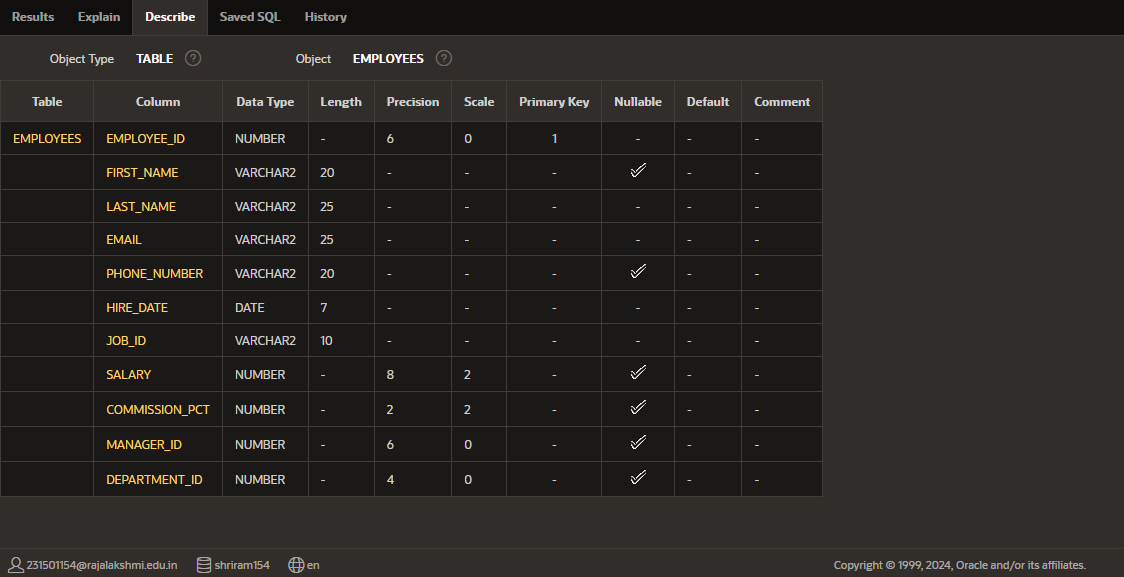 Results Explain Describe Saved SQL History
Object Type TABLE ? Object EMPLOYEES ?
Table Column Data Type Length Precision Scale Primary Key Nullable Default Comment
EMPLOYEES EMPLOYEE_ID NUMBER - 6 0 1 - - -
FIRST_NAME VARCHAR2 20 - - - ✓ - -
LAST_NAME VARCHAR2 25 - - - - - -
EMAIL VARCHAR2 25 - - - - - -
PHONE_NUMBER VARCHAR2 20 - - - ✓ - -
HIRE_DATE DATE 7 - - - - - -
JOB_ID VARCHAR2 10 - - - - - -
SALARY NUMBER - 8 2 - ✓ - -
COMMISSION_PCT NUMBER - 2 2 - ✓ - -
MANAGER_ID NUMBER - 6 0 - ✓ - -
DEPARTMENT_ID NUMBER - 4 0 - ✓ - -
231501154@rajalakshmi.edu.in shriram154 en Copyright © 1999, 2024, Oracle and/or its affiliates.